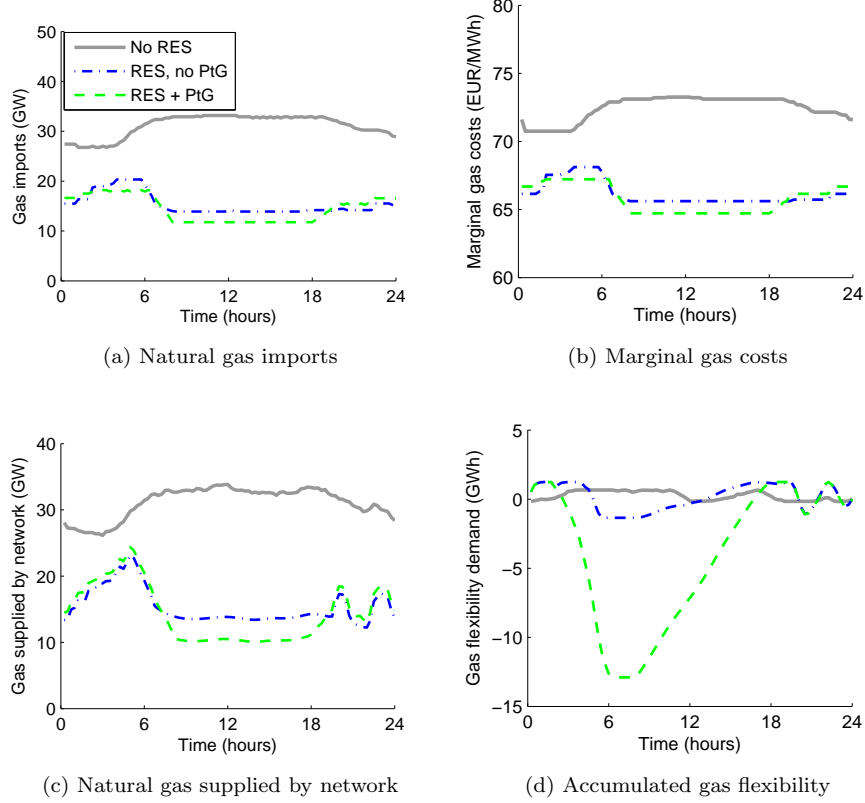 50
40
30
20
10
0
Gas imports (GW)
No RES
RES, no PtG
RES + PtG
0 6 12 18 24
Time (hours)
(a) Natural gas imports
80
75
70
65
60
Marginal gas costs (EUR/MWh)
0 6 12 18 24
Time (hours)
(b) Marginal gas costs
40
30
20
10
0
Gas supplied by network (GW)
0 6 12 18 24
Time (hours)
(c) Natural gas supplied by network
5
0
−5
−10
−15
Gas flexibility demand (GWh)
0 6 12 18 24
Time (hours)
(d) Accumulated gas flexibility